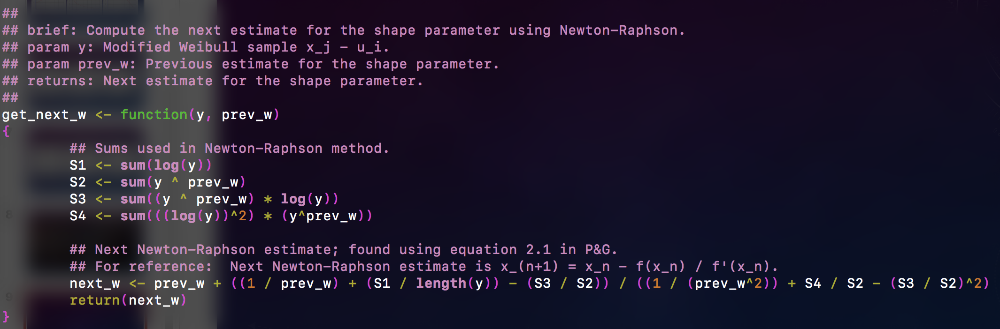 ##
## brief: Compute the next estimate for the shape parameter using Newton-Raphson.
## param y: Modified Weibull sample x_j - u_i.
## param prev_w: Previous estimate for the shape parameter.
## returns: Next estimate for the shape parameter.
##
get_next_w <- function(y, prev_w)
{
        ## Sums used in Newton-Raphson method.
        S1 <- sum(log(y))
        S2 <- sum(y ^ prev_w)
        S3 <- sum((y ^ prev_w) * log(y))
        S4 <- sum(((log(y))^2) * (y^prev_w))

        ## Next Newton-Raphson estimate; found using equation 2.1 in P&G.
        ## For reference:  Next Newton-Raphson estimate is x_(n+1) = x_n - f(x_n) / f'(x_n).
        next_w <- prev_w + ((1 / prev_w) + (S1 / length(y)) - (S3 / S2)) / ((1 / (prev_w^2)) + S4 / S2 - (S3 / S2)^2)
        return(next_w)
}